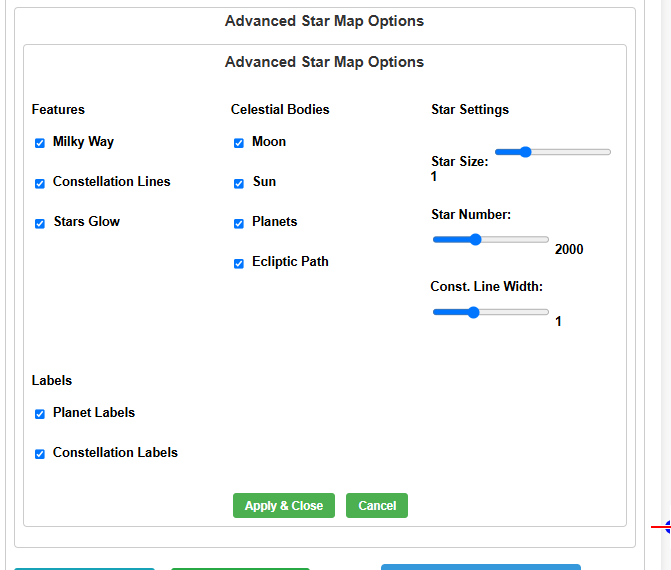 Advanced Star Map Options
Advanced Star Map Options
Features
Milky Way
Constellation Lines
Stars Glow
Celestial Bodies
Moon
Sun
Planets
Ecliptic Path
Star Settings
Star Size:
1
Star Number:
2000
Const. Line Width:
1
Labels
Planet Labels
Constellation Labels
Apply & Close
Cancel